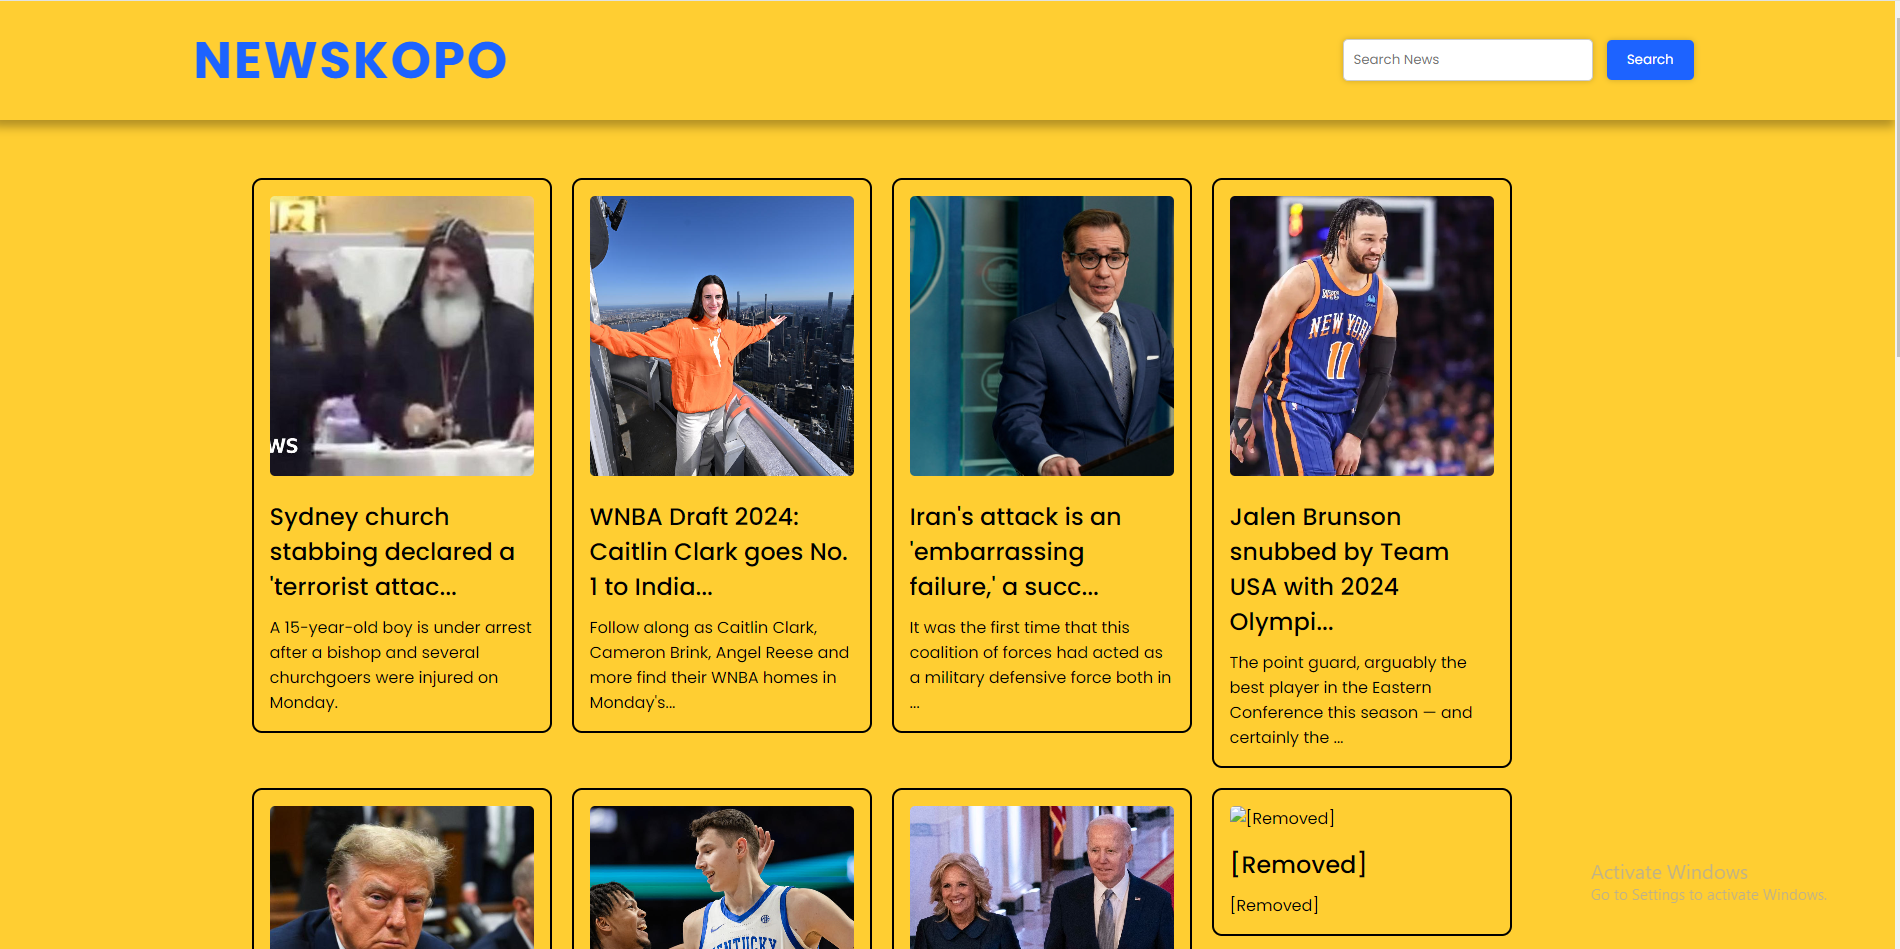 NEWSKOPO
Search News
Search
WS
NEW YORK
11
Sydney church
stabbing declared a
'terrorist attac...
A 15-year-old boy is under arrest
after a bishop and several
churchgoers were injured on
Monday.
WNBA Draft 2024:
Caitlin Clark goes No.
1 to India...
Follow along as Caitlin Clark,
Cameron Brink, Angel Reese and
more find their WNBA homes in
Monday's...
Iran's attack is an
'embarrassing
failure,' a succ...
It was the first time that this
coalition of forces had acted as
a military defensive force both in
...
Jalen Brunson
snubbed by Team
USA with 2024
Olympi...
The point guard, arguably the
best player in the Eastern
Conference this season — and
certainly the ...
KENTUCKY
[Removed]
[Removed]
[Removed]
Activate Windows
Go to Settings to activate Windows.